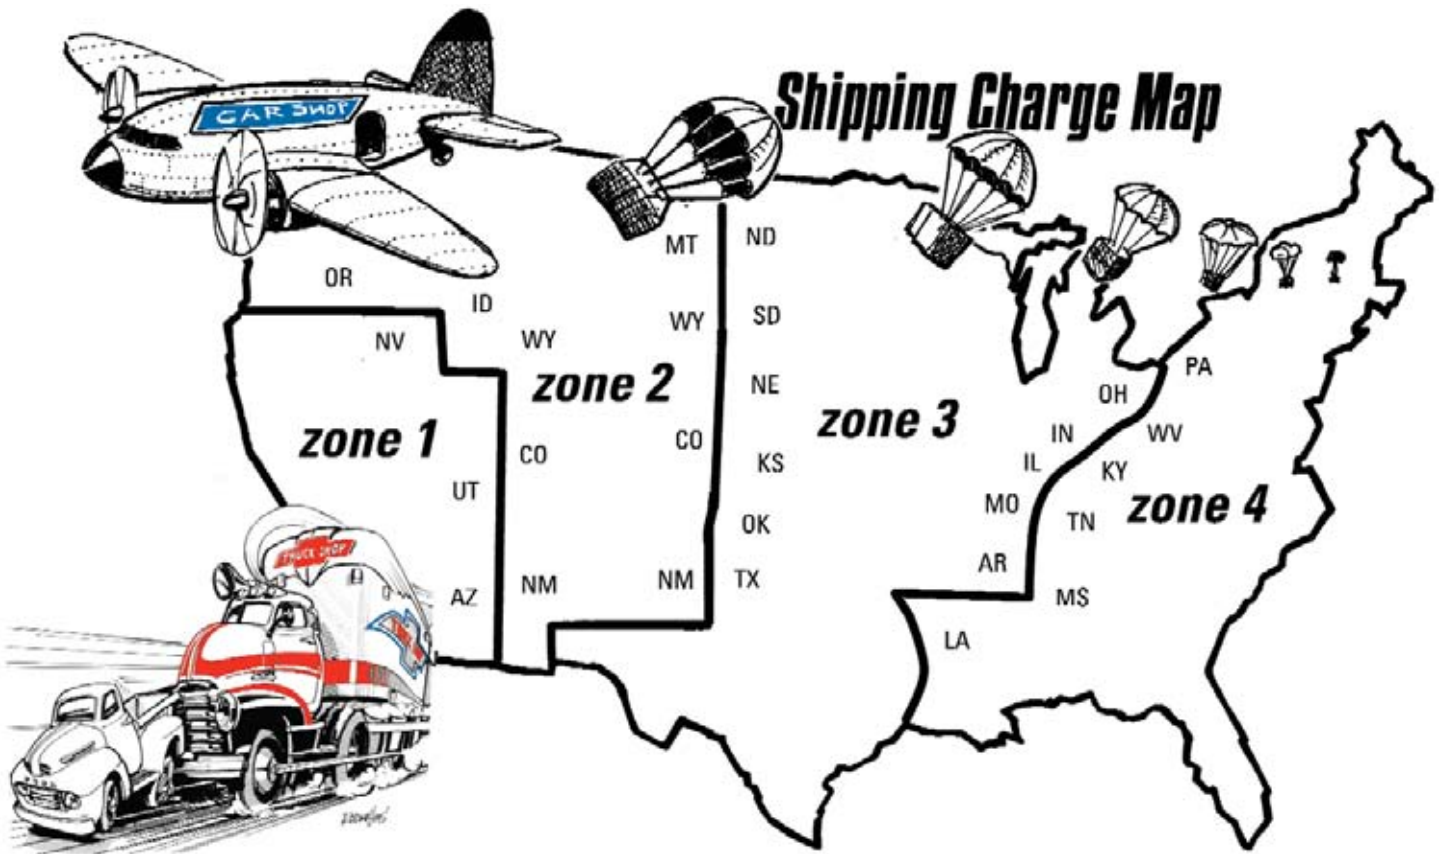 CAR SHOP
Shipping Charge Map
MT
ND
OR
ID
WY
WY
SD
NV
zone 2
NE
PA
OH
zone 1
zone 3
IN
WV
CO
CO
KS
IL
KY
UT
MO
TN
zone 4
OK
TRUCK SHOP
AR
AZ
NM
NM
TX
MS
LA
FORD